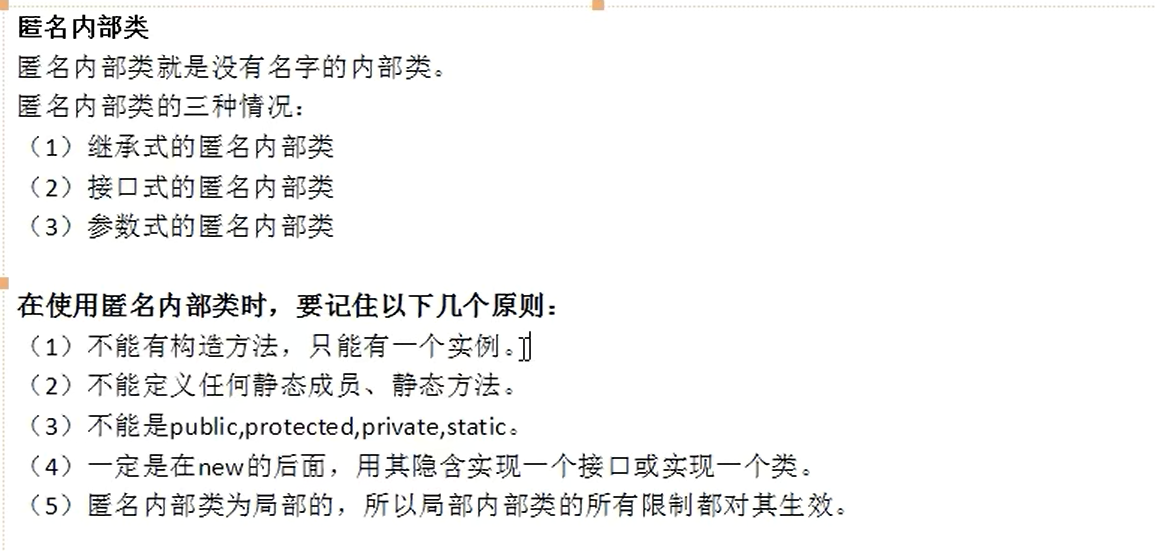 匿名内部类
匿名内部类就是没有名字的内部类。
匿名内部类的三种情况：
（1）继承式的匿名内部类
（2）接口式的匿名内部类
（3）参数式的匿名内部类
在使用匿名内部类时，要记住以下几个原则：
（1）不能有构造方法，只能有一个实例。
（2）不能定义任何静态成员、静态方法。
（3）不能是public,protected,private,static。
（4）一定是在new的后面，用其隐含实现一个接口或实现一个类。
（5）匿名内部类为局部的，所以局部内部类的所有限制都对其生效。